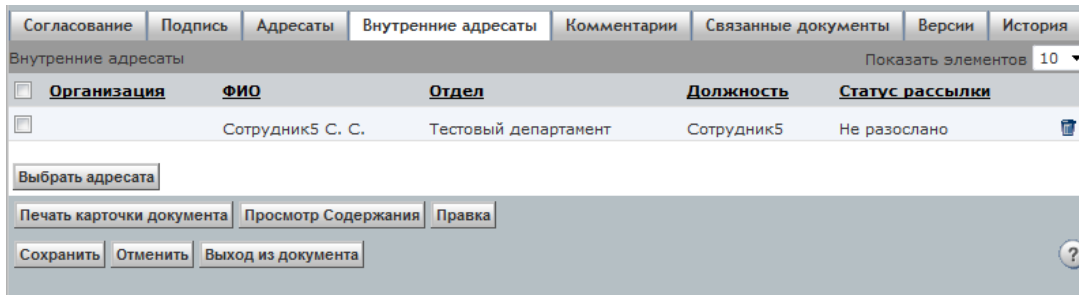 Согласование Подпись Адресаты Внутренние адресаты Комментарии Связанные документы Версии История
Внутренние адресаты Показать элементов 10
Организация ФИО Отдел Должность Статус рассылки
Сотрудник5 С. С. Тестовый департамент Сотрудник5 Не разослано
Выбрать адресата
Печать карточки документа Просмотр Содержания Правка
Сохранить Отменить Выход из документа ?